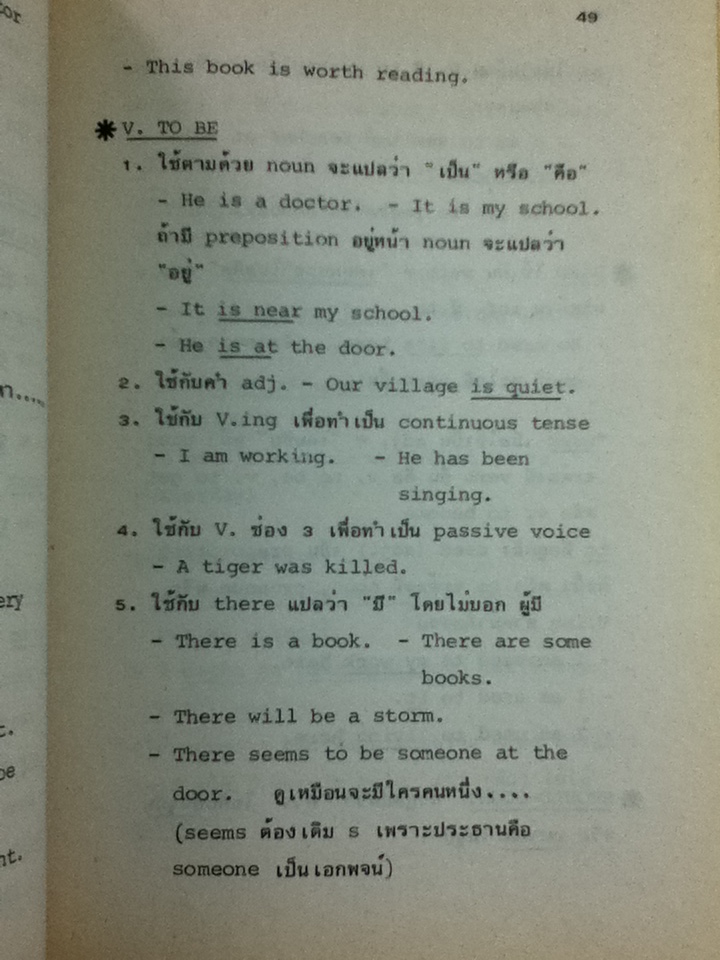 49
- This book is worth reading.
✱ V. TO BE
1. ใช้ตามด้วย noun จะแปลว่า "เป็น" หรือ "คือ"
- He is a doctor. - It is my school.
ถ้ามี preposition อยู่หน้า noun จะแปลว่า
"อยู่"
- It is near my school.
- He is at the door.
2. ใช้กับคำ adj. - Our village is quiet.
3. ใช้กับ V.ing เพื่อทำเป็น continuous tense
- I am working. - He has been
singing.
4. ใช้กับ V. ช่อง 3 เพื่อทำเป็น passive voice
- A tiger was killed.
5. ใช้กับ there แปลว่า "มี" โดยไม่บอก ผู้มี
- There is a book. - There are some
books.
- There will be a storm.
- There seems to be someone at the
door. ดูเหมือนจะมีใครคนหนึ่ง....
(seems ต้องเติม s เพราะประธานคือ
someone เป็นเอกพจน์)